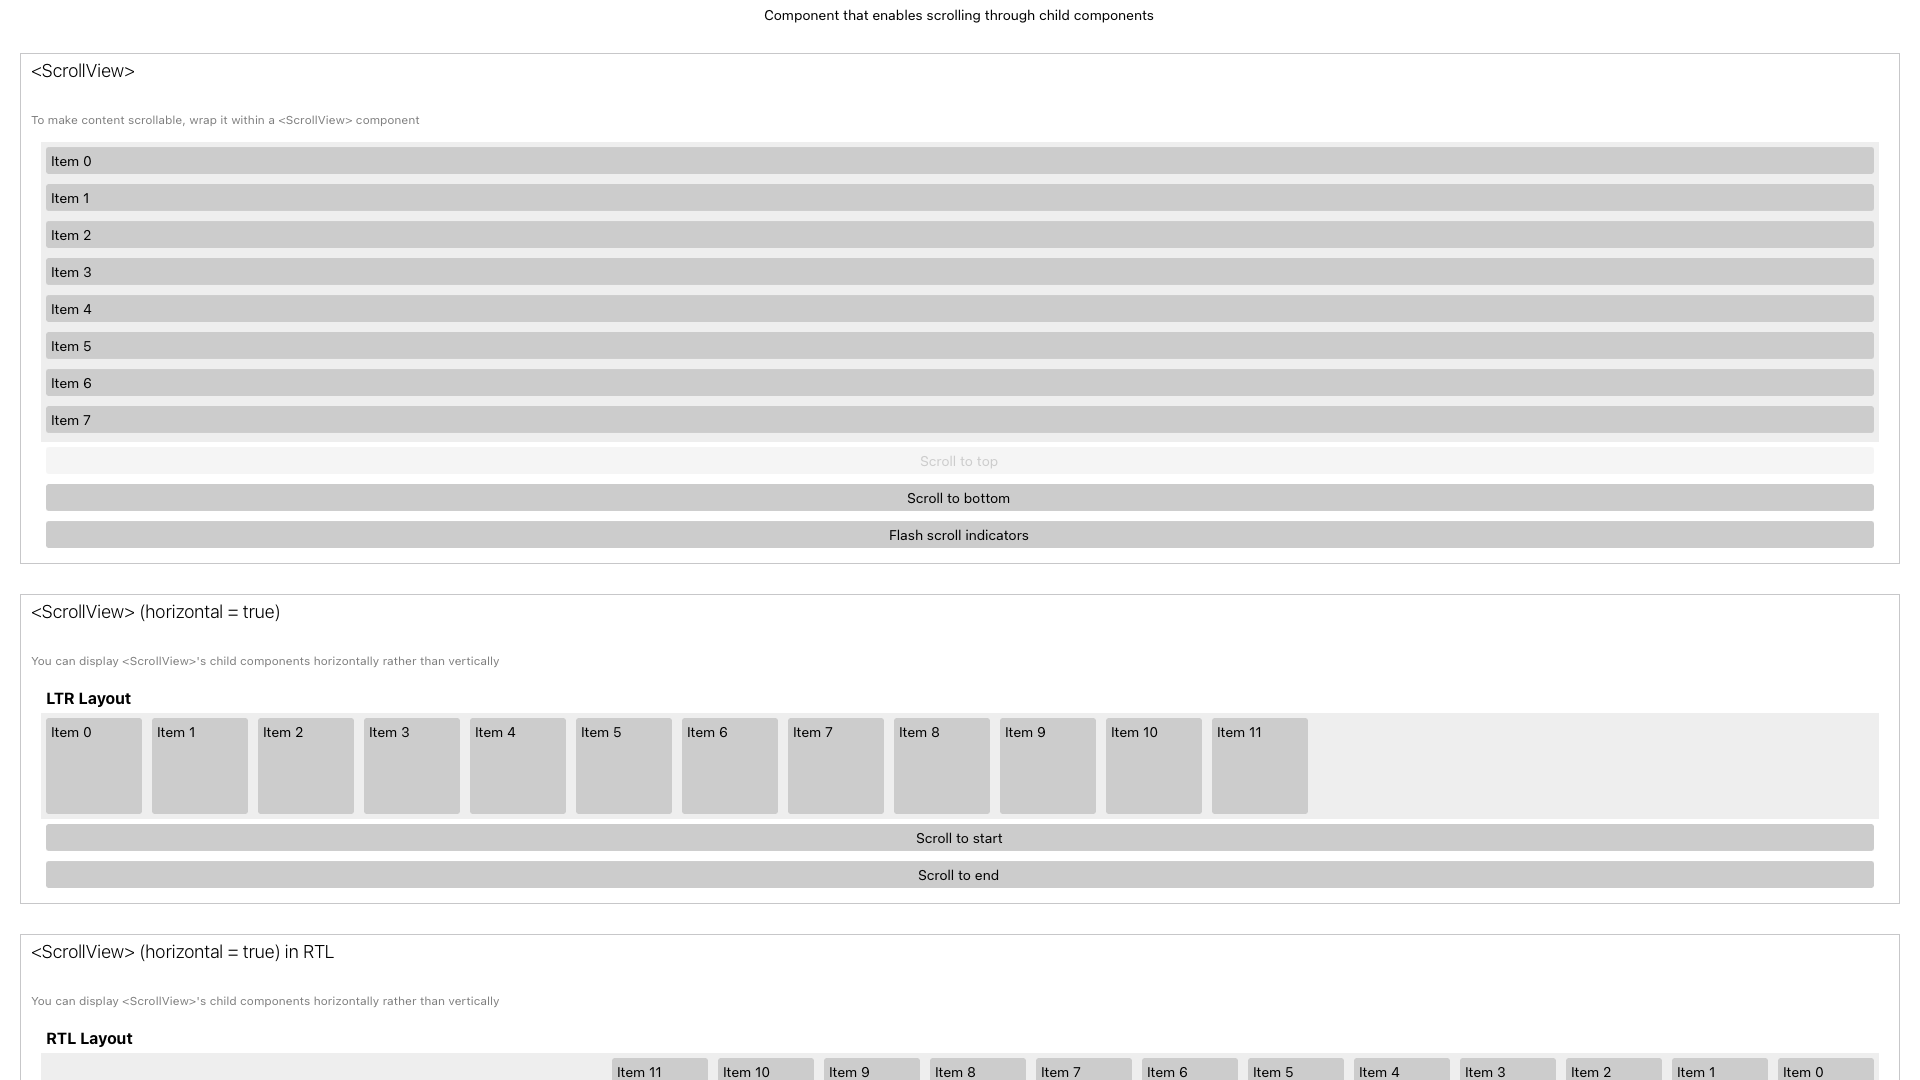 Component that enables scrolling through child components
<ScrollView>
To make content scrollable, wrap it within a <ScrollView> component
Item 0
Item 1
Item 2
Item 3
Item 4
Item 5
Item 6
Item 7
Scroll to top
Scroll to bottom
Flash scroll indicators
<ScrollView> (horizontal = true)
You can display <ScrollView>'s child components horizontally rather than vertically
LTR Layout
Item 0 Item 1 Item 2 Item 3 Item 4 Item 5 Item 6 Item 7 Item 8 Item 9 Item 10 Item 11
Scroll to start
Scroll to end
<ScrollView> (horizontal = true) in RTL
You can display <ScrollView>'s child components horizontally rather than vertically
RTL Layout
Item 11 Item 10 Item 9 Item 8 Item 7 Item 6 Item 5 Item 4 Item 3 Item 2 Item 1 Item 0